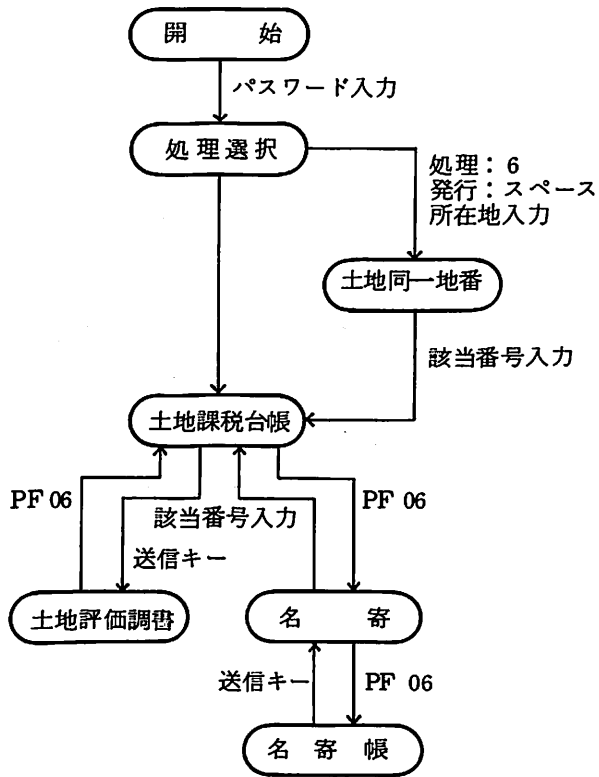 開始
パスワード入力
処理選択
処理：6
発行：スペース
所在地入力
土地同一地番
該当番号入力
土地課税台帳
PF 06
該当番号入力
PF 06
送信キー
土地評価調書
名寄
送信キー
PF 06
名寄帳